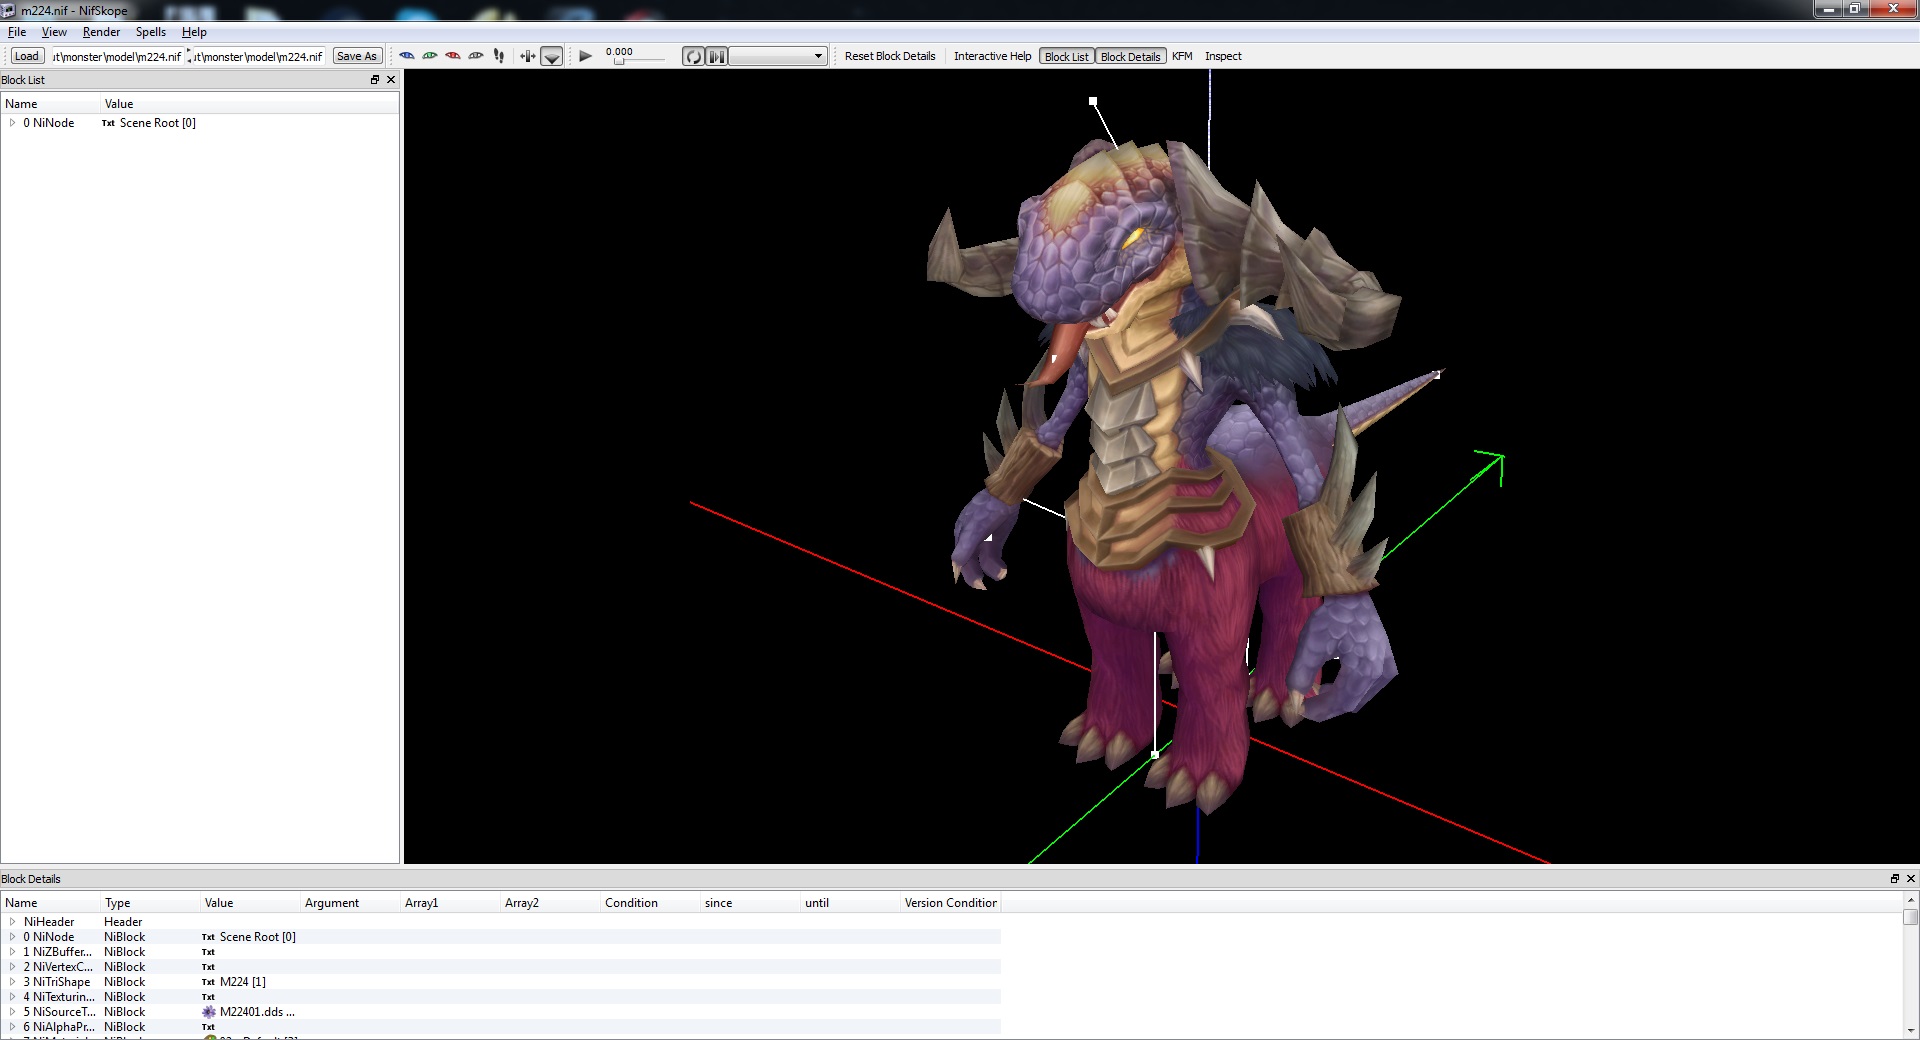 m224.nif - NifSkope
File View Render Spells Help
Load ut\monster\model\m224.nif ut\monster\model\m224.nif Save As 0.000 Reset Block Details Interactive Help Block List Block Details KFM Inspect
Block List
Name Value
0 NiNode Txt Scene Root [0]
Block Details
Name Type Value Argument Array1 Array2 Condition since until Version Condition
NiHeader Header
0 NiNode NiBlock Txt Scene Root [0]
1 NiZBuffer... NiBlock Txt
2 NiVertexC... NiBlock Txt
3 NiTriShape NiBlock Txt M224 [1]
4 NiTexturin... NiBlock Txt
5 NiSourceT... NiBlock M22401.dds ...
6 NiAlphaPr... NiBlock Txt